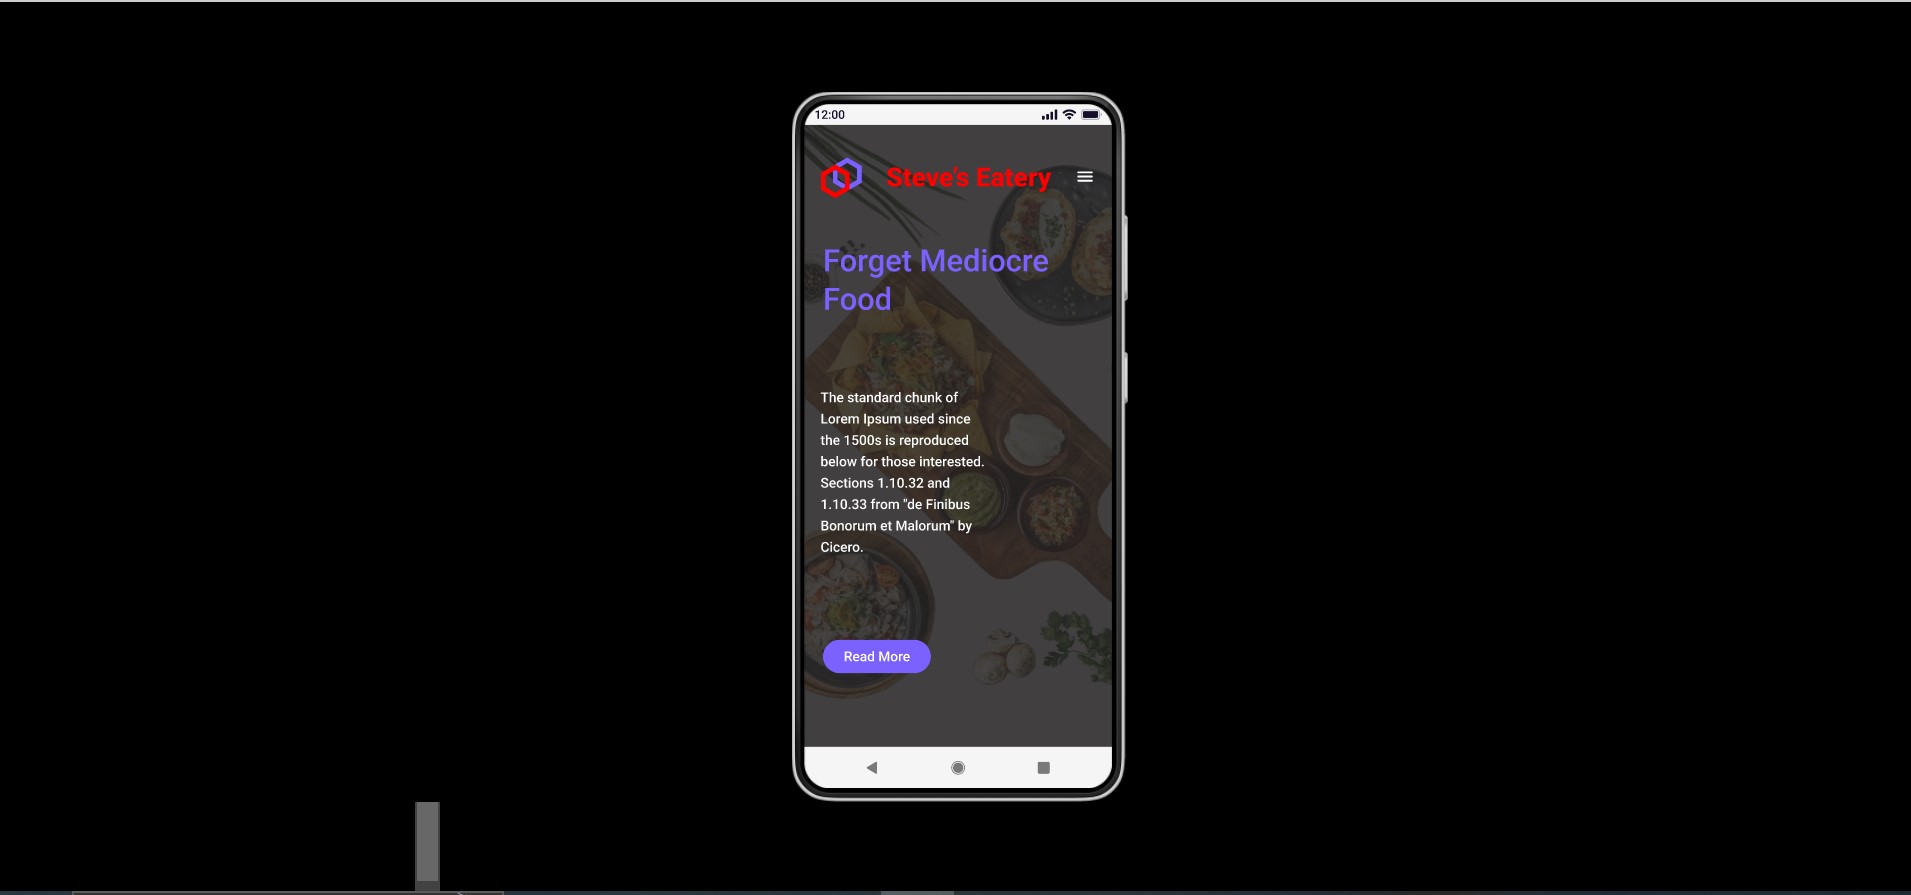 12:00
Steve's Eatery
Forget Mediocre
Food
The standard chunk of
Lorem Ipsum used since
the 1500s is reproduced
below for those interested.
Sections 1.10.32 and
1.10.33 from "de Finibus
Bonorum et Malorum" by
Cicero.
Read More